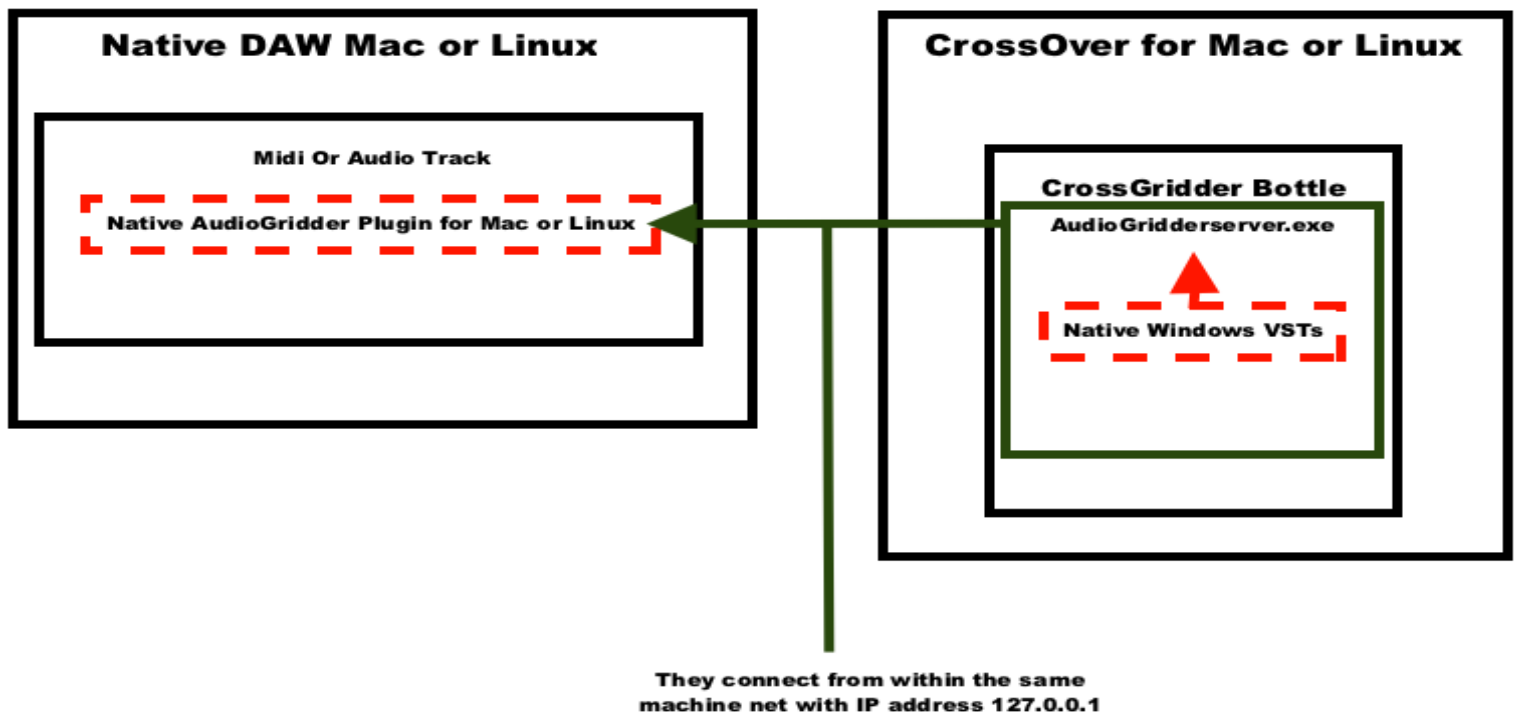 Native DAW Mac or Linux
Midi Or Audio Track
Native AudioGridder Plugin for Mac or Linux
CrossOver for Mac or Linux
CrossGridder Bottle
AudioGridderserver.exe
Native Windows VSTs
They connect from within the same
machine net with IP address 127.0.0.1